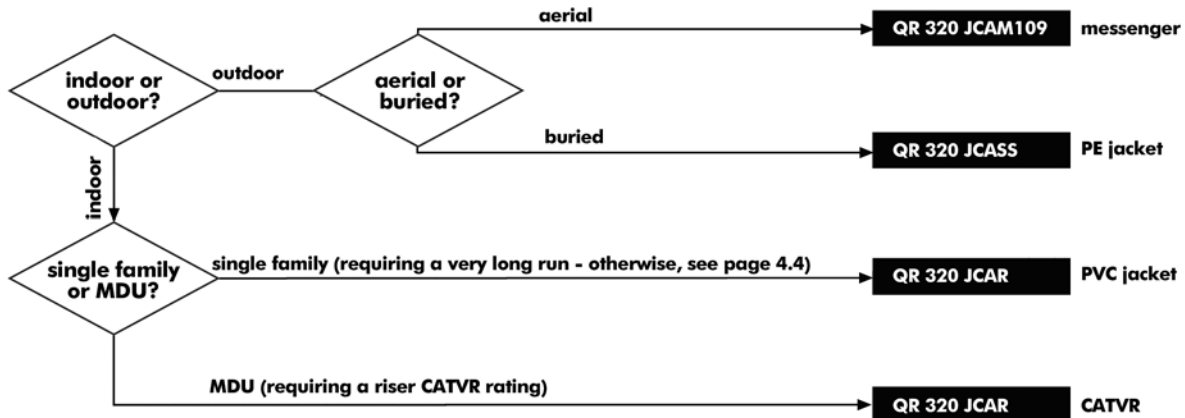 aerial
QR 320 JCAM109 messenger
indoor or
outdoor?
outdoor
aerial or
buried?
buried
QR 320 JCASS PE jacket
indoor
single family
or MDU?
single family (requiring a very long run - otherwise, see page 4.4)
QR 320 JCAR PVC jacket
MDU (requiring a riser CATVR rating)
QR 320 JCAR CATVR